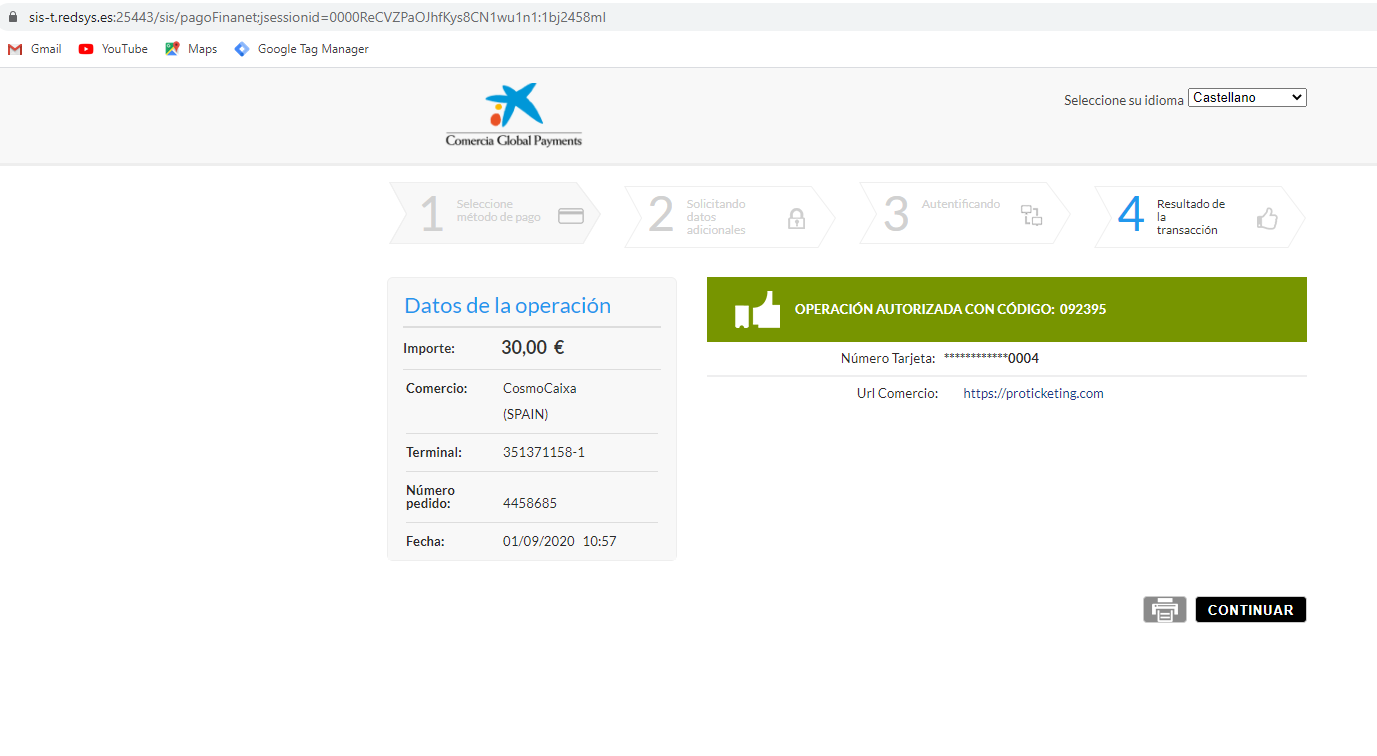 sis-t.redsys.es:25443/sis/pagoFinanet;jsessionid=0000ReCVZPaOJhfKys8CN1wu1n1:1bj2458ml
Gmail YouTube Maps Google Tag Manager
Comercia Global Payments
Seleccione su idioma Castellano
1 Seleccione
método de pago
2 Solicitando
datos
adicionales
3 Autentificando
4 Resultado de
la
transacción
Datos de la operación
Importe: 30,00 €
Comercio: CosmoCaixa
(SPAIN)
Terminal: 351371158-1
Número
pedido: 4458685
Fecha: 01/09/2020 10:57
OPERACIÓN AUTORIZADA CON CÓDIGO: 092395
Número Tarjeta: ************0004
Url Comercio: https://proticketing.com
CONTINUAR